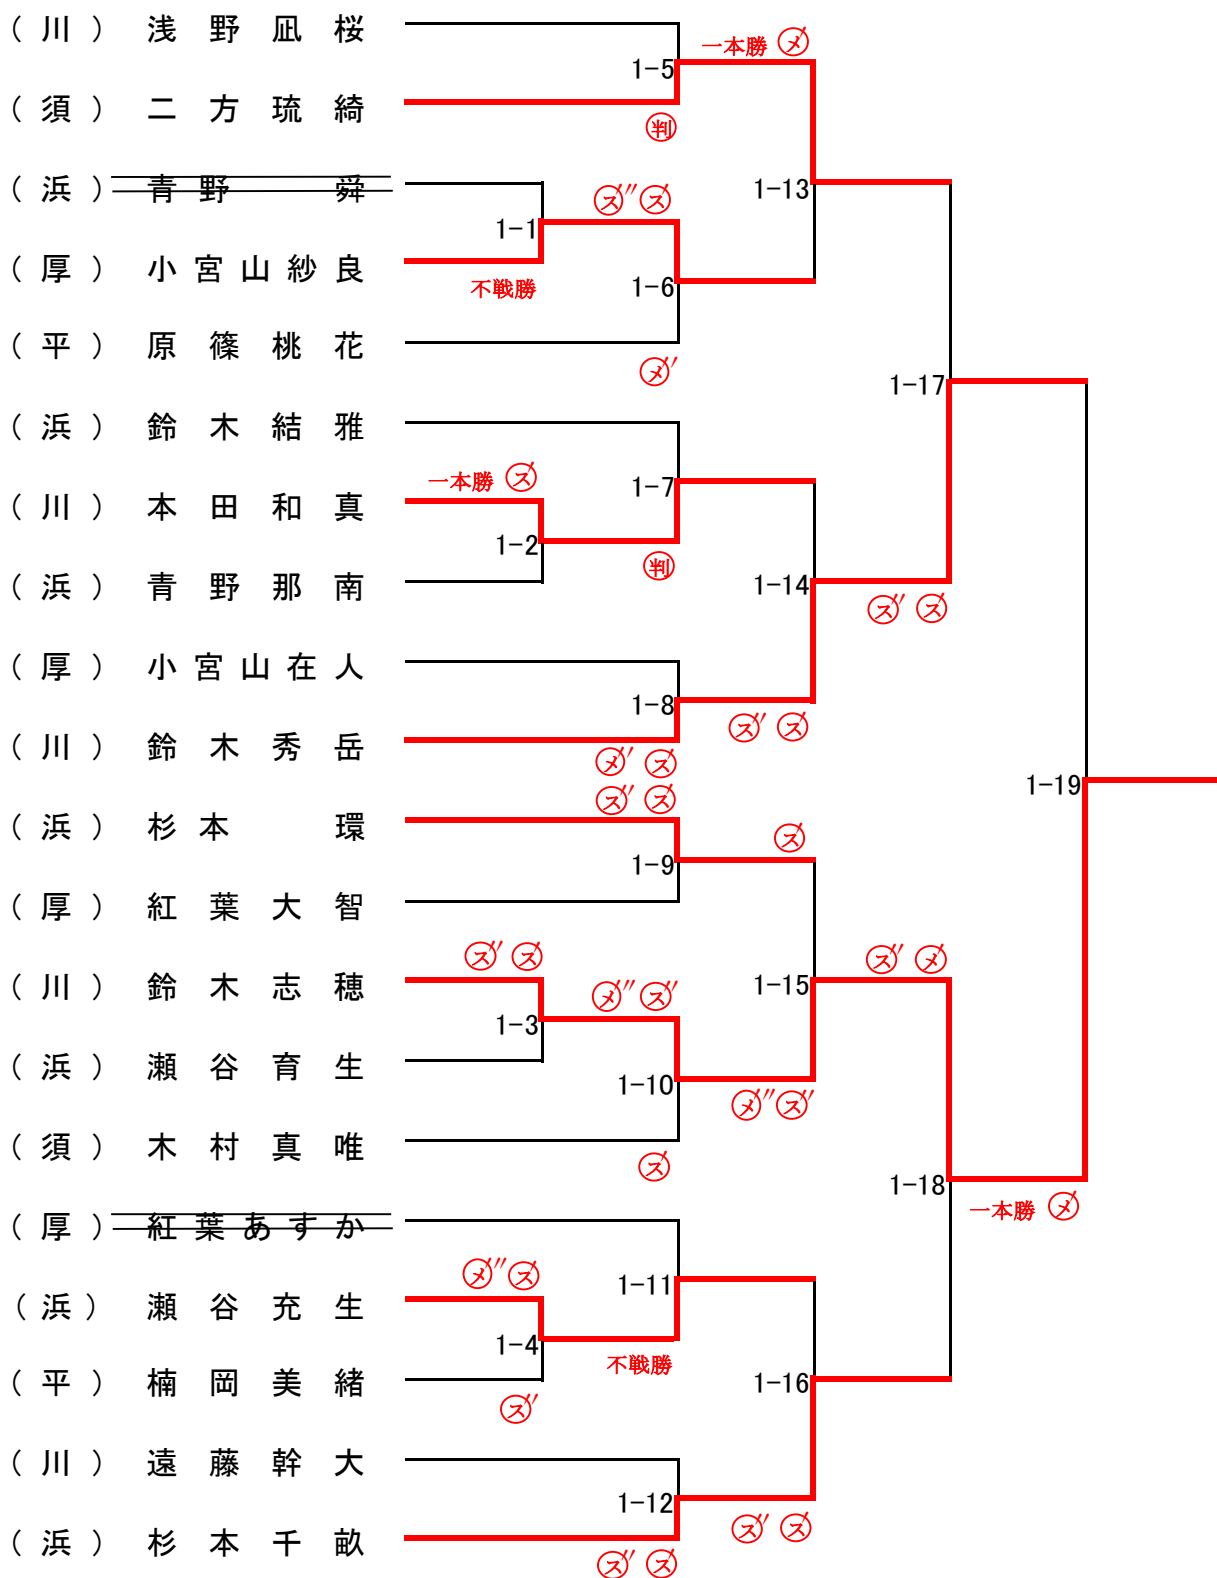 (川) 浅野凪桜
一本勝 メ
1-5
(須) 二方琉綺
判
(浜) 青野 舜
ス ス
1-13
1-1
(厚) 小宮山紗良
不戦勝
1-6
(平) 原篠桃花
メ
1-17
(浜) 鈴木結雅
一本勝 ス
1-7
(川) 本田和真
1-2
判
(浜) 青野那南
1-14
ス ス
(厚) 小宮山在人
1-8
ス ス
(川) 鈴木秀岳
メ ス
1-19
ス ス
(浜) 杉本 環
ス
1-9
(厚) 紅葉大智
ス ス
ス メ
(川) 鈴木志穂
メ ス
1-15
1-3
(浜) 瀬谷育生
1-10
メ ス
(須) 木村真唯
ス
1-18
一本勝 メ
(厚) 紅葉あすか
メ ス
1-11
(浜) 瀬谷充生
1-4
不戦勝
(平) 楠岡美緒
1-16
ス
(川) 遠藤幹大
1-12
ス ス
(浜) 杉本千畝
ス ス